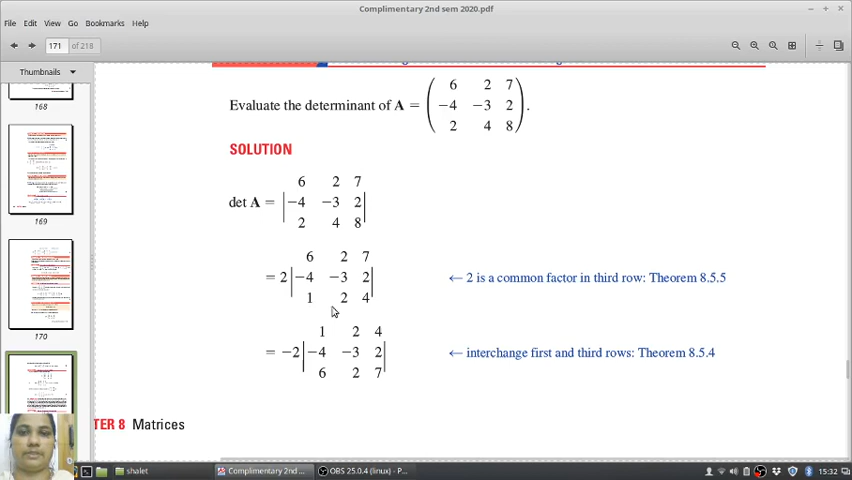 Complimentary 2nd sem 2020.pdf
File Edit View Go Bookmarks Help
171 of 218
Thumbnails
168
169
170
Evaluate the determinant of A = ( 6 2 7
−4 −3 2
2 4 8 ).
SOLUTION
det A = | 6 2 7
−4 −3 2
2 4 8 |
= 2 | 6 2 7
−4 −3 2
1 2 4 |
← 2 is a common factor in third row: Theorem 8.5.5
= −2 | 1 2 4
−4 −3 2
6 2 7 |
← interchange first and third rows: Theorem 8.5.4
TER 8 Matrices
shalet
Complimentary 2nd ...
OBS 25.0.4 (linux) - P...
15:32